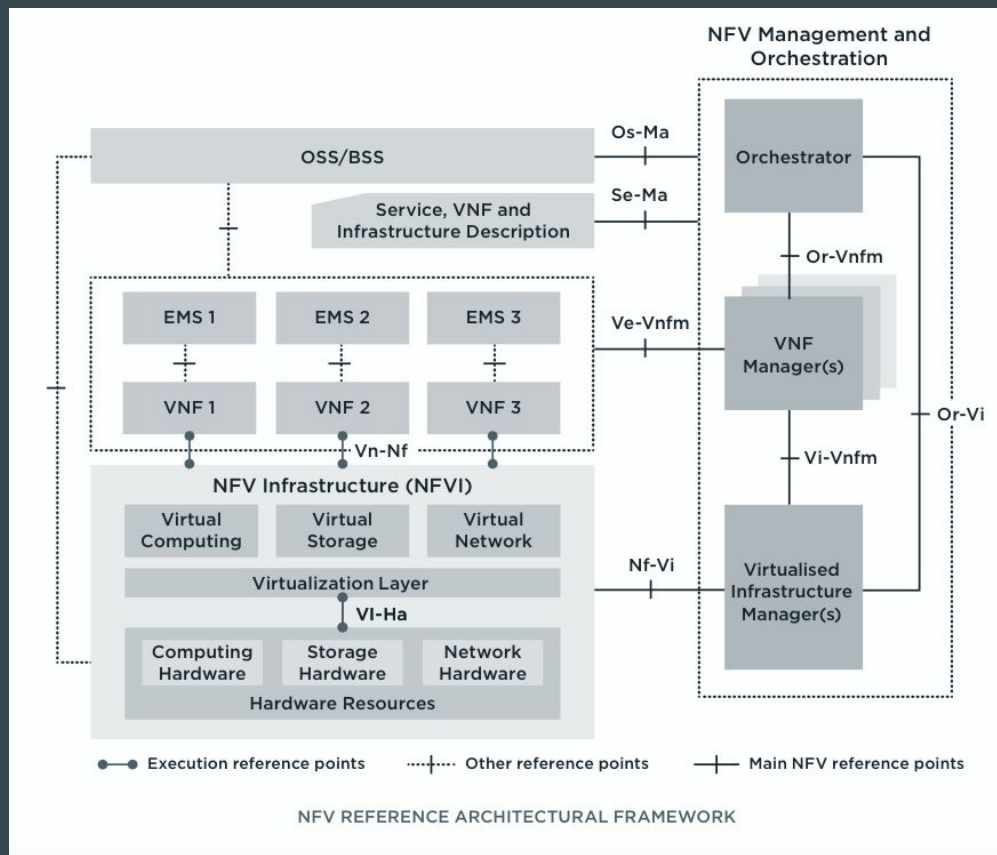 NFV Management and
Orchestration
OSS/BSS
Os-Ma
Orchestrator
Service, VNF and
Infrastructure Description
Se-Ma
Or-Vnfm
EMS 1
EMS 2
EMS 3
Ve-Vnfm
VNF
Manager(s)
VNF 1
VNF 2
VNF 3
Or-Vi
Vn-Nf
Vi-Vnfm
NFV Infrastructure (NFVI)
Virtual
Computing
Virtual
Storage
Virtual
Network
Nf-Vi
Virtualised
Infrastructure
Manager(s)
Virtualization Layer
VI-Ha
Computing
Hardware
Storage
Hardware
Network
Hardware
Hardware Resources
Execution reference points
Other reference points
Main NFV reference points
NFV REFERENCE ARCHITECTURAL FRAMEWORK